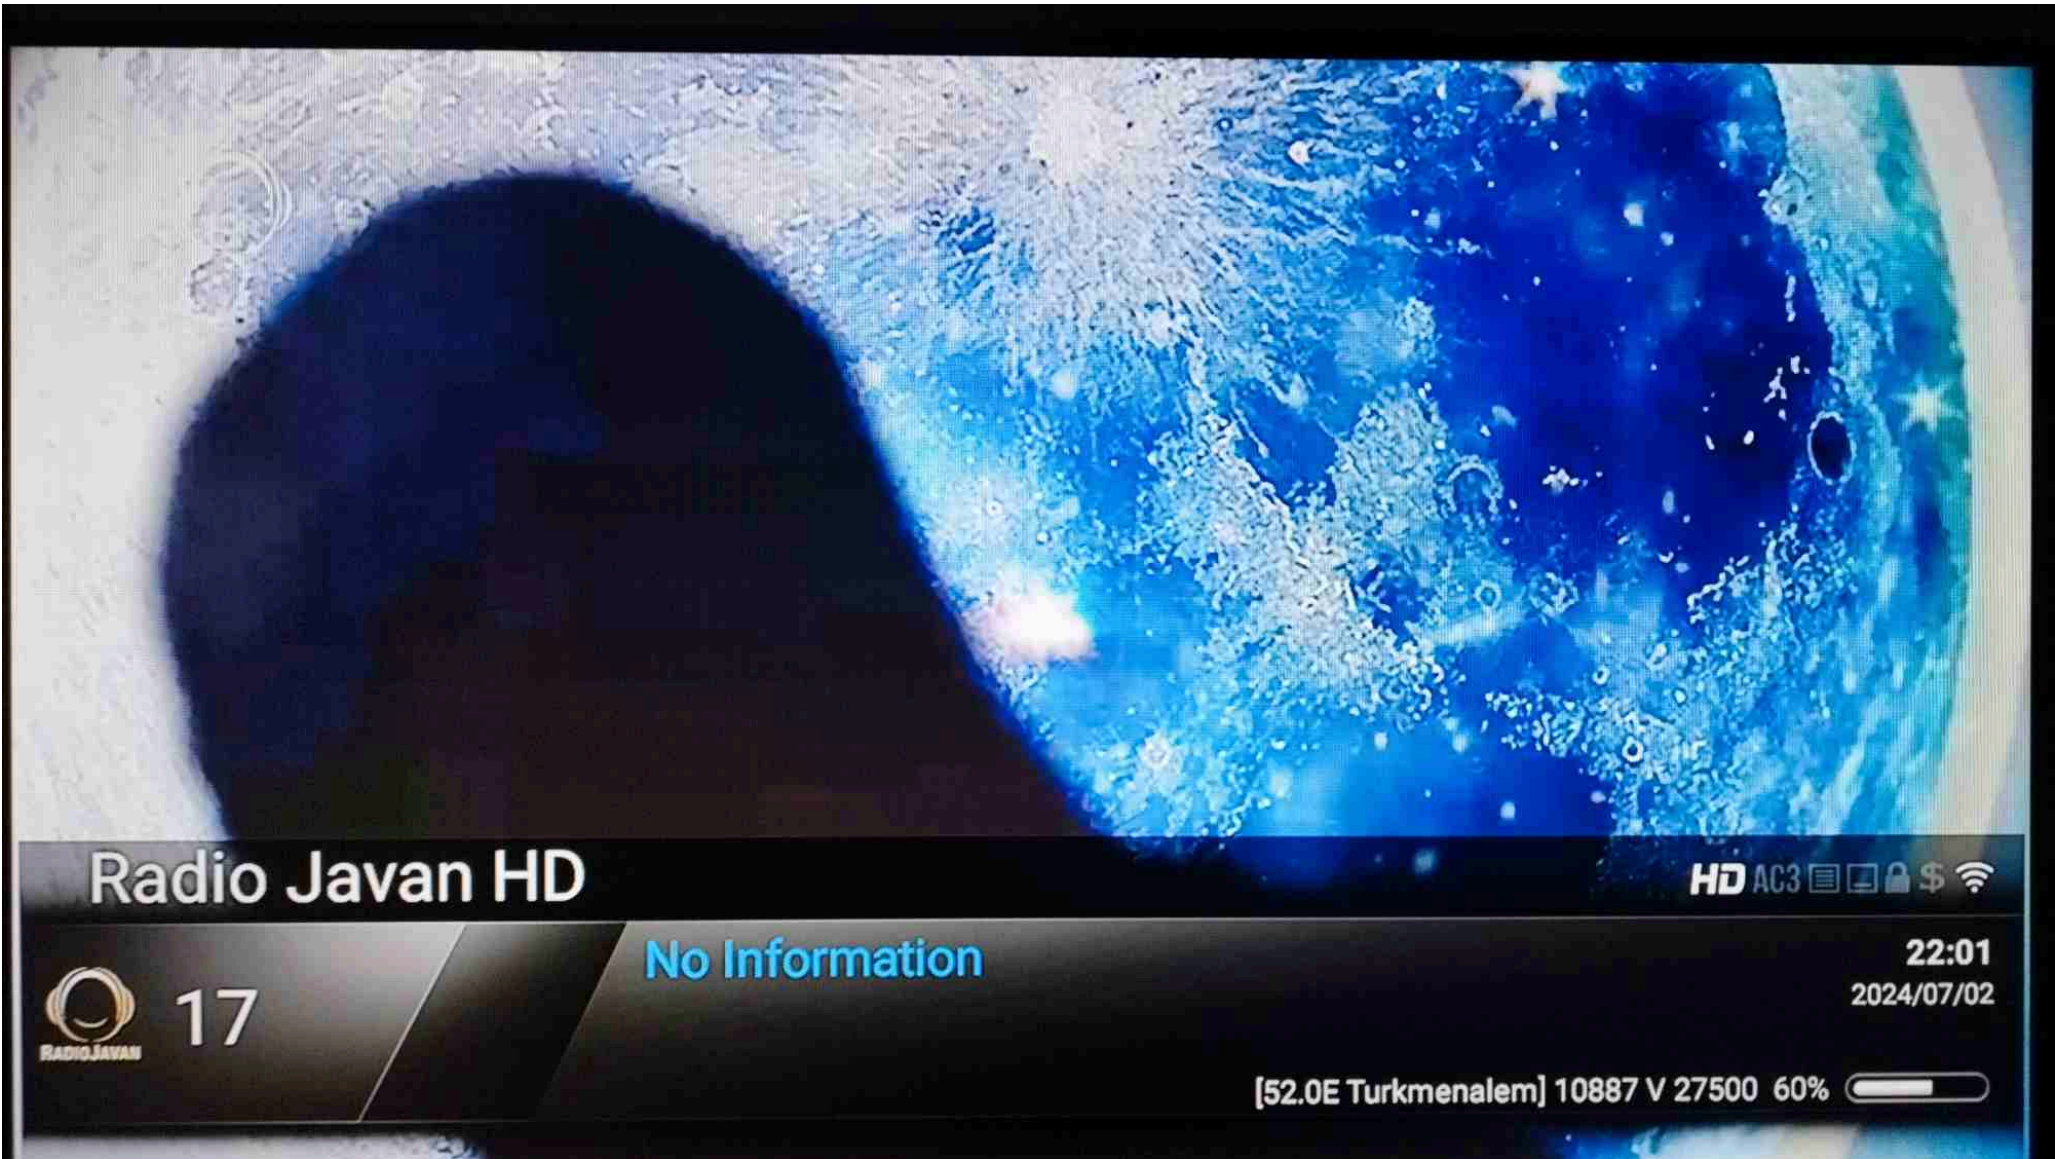 Radio Javan HD
HD AC3 $
No Information
22:01
2024/07/02
17
RADIOJAVAN
[52.0E Turkmenalem] 10887 V 27500 60%